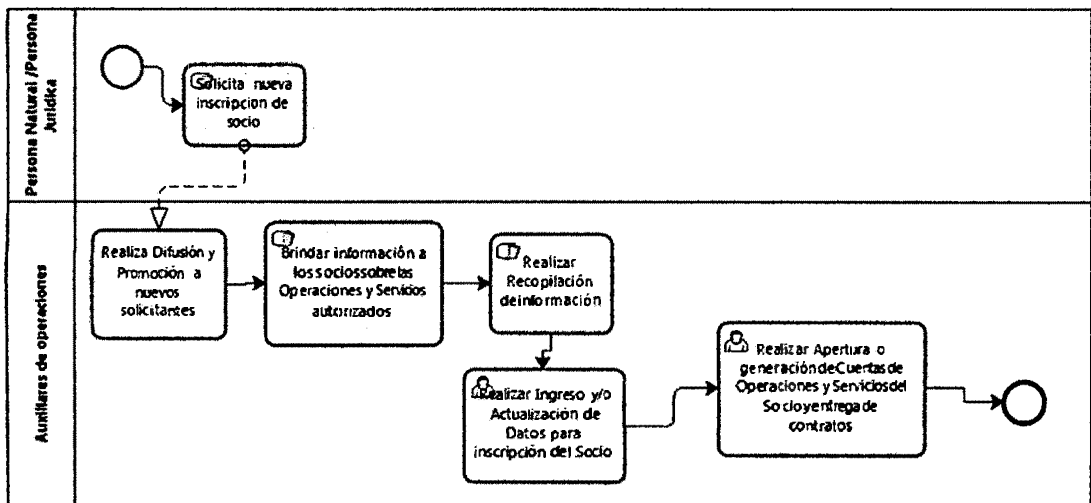 Persona Natural /Persona
Jurídica
Solicita nueva
inscripcion de
socio
Auxiliares de operaciones
Realiza Difusión y
Promoción a
nuevos
solicitantes
Brindar información a
los socios sobre las
Operaciones y Servicios
autorizados
Realizar
Recopilación
de información
Realizar Ingreso y/o
Actualización de
Datos para
inscripción del Socio
Realizar Apertura o
generación de Cuentas de
Operaciones y Servicios del
Socio y entrega de
contratos